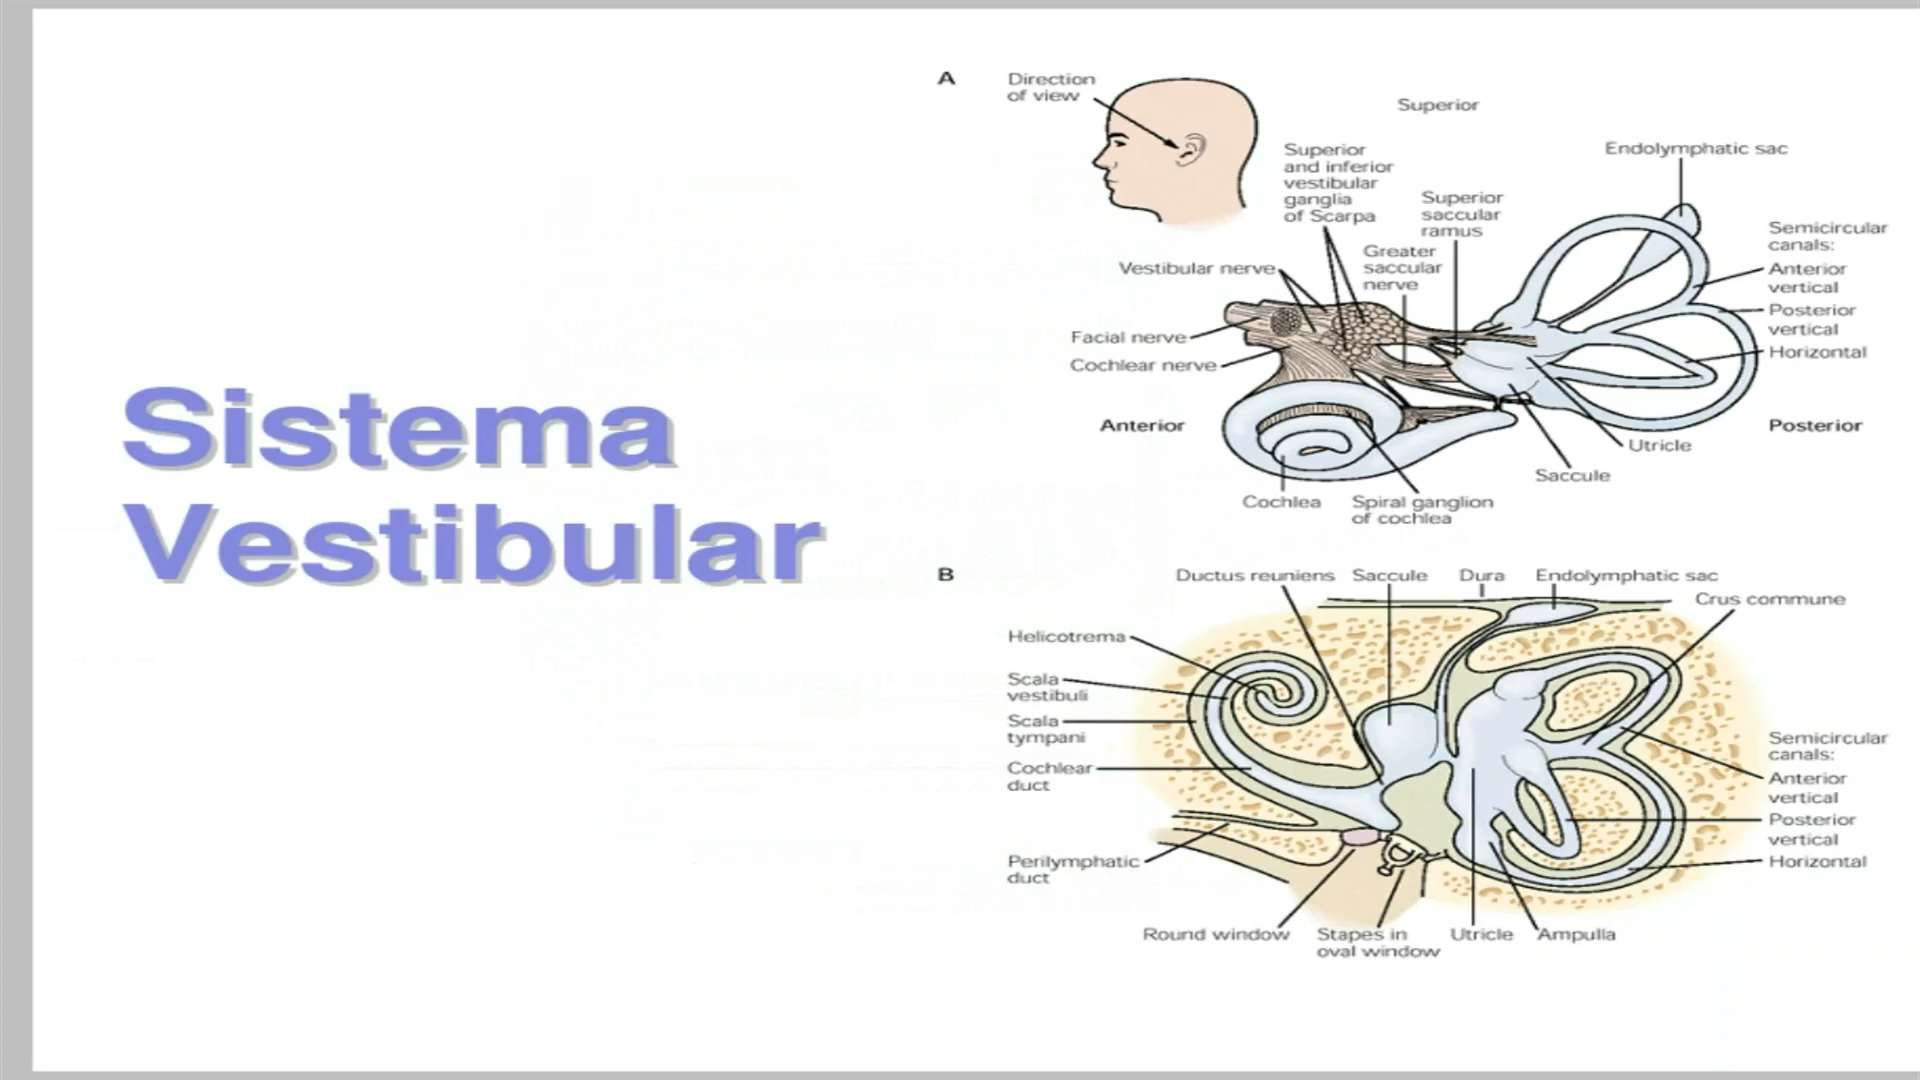 Sistema
Vestibular
A
Direction
of view
Superior
Superior
and inferior
vestibular
ganglia
of Scarpa
Superior
saccular
ramus
Greater
saccular
nerve
Endolymphatic sac
Semicircular
canals:
Anterior
vertical
Posterior
vertical
Horizontal
Vestibular nerve
Facial nerve
Cochlear nerve
Anterior
Posterior
Utricle
Saccule
Cochlea
Spiral ganglion
of cochlea
B
Ductus reuniens
Saccule
Dura
Endolymphatic sac
Crus commune
Helicotrema
Scala
vestibuli
Scala
tympani
Cochlear
duct
Perilymphatic
duct
Semicircular
canals:
Anterior
vertical
Posterior
vertical
Horizontal
Round window
Stapes in
oval window
Utricle
Ampulla